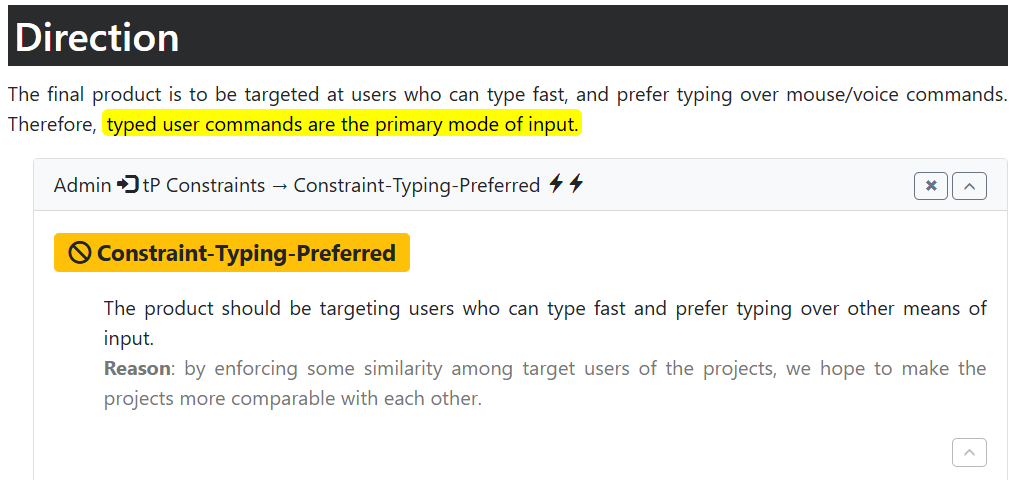 Direction
The final product is to be targeted at users who can type fast, and prefer typing over mouse/voice commands.
Therefore, typed user commands are the primary mode of input.
Admin tP Constraints → Constraint-Typing-Preferred
Constraint-Typing-Preferred
The product should be targeting users who can type fast and prefer typing over other means of
input.
Reason: by enforcing some similarity among target users of the projects, we hope to make the
projects more comparable with each other.